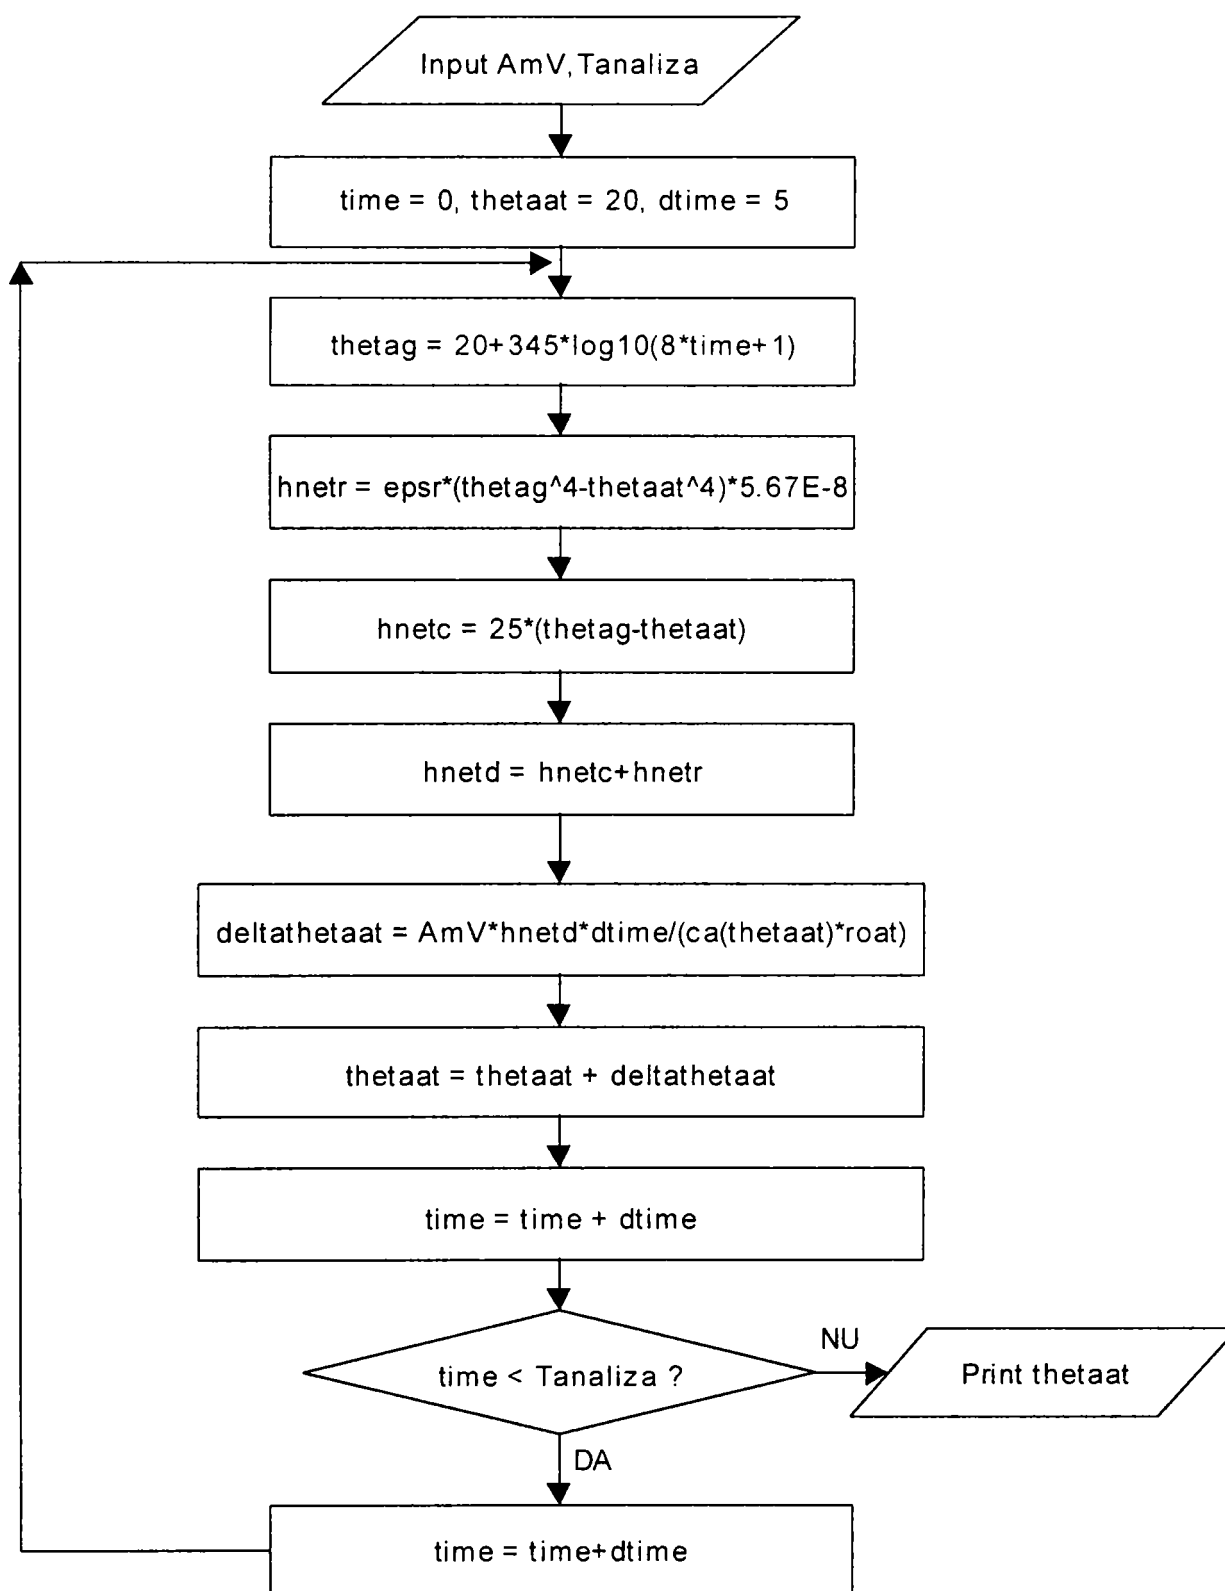 Input AmV, Tanaliza
time = 0, thetaat = 20, dtime = 5
thetag = 20+345*log10(8*time+1)
hnetr = epsr*(thetag^4-thetaat^4)*5.67E-8
hnetc = 25*(thetag-thetaat)
hnetd = hnetc+hnetr
deltathetaat = AmV*hnetd*dtime/(ca(thetaat)*roat)
thetaat = thetaat + deltathetaat
time = time + dtime
time < Tanaliza ?
NU
Print thetaat
DA
time = time+dtime